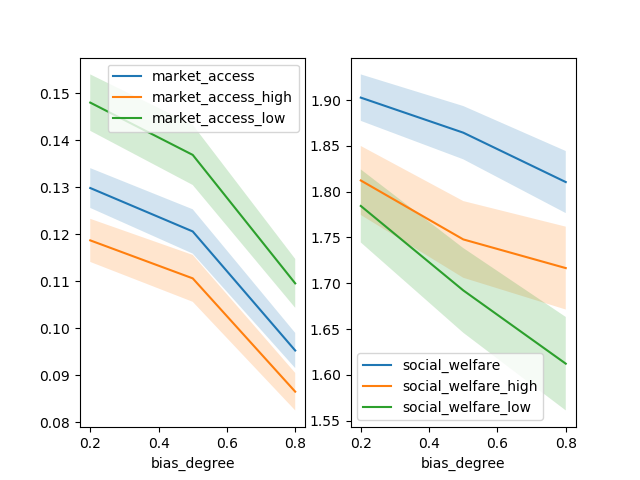 market_access
market_access_high
market_access_low
0.15
0.14
0.13
0.12
0.11
0.10
0.09
0.08
0.2 0.4 0.6 0.8
bias_degree
1.90
1.85
1.80
1.75
1.70
1.65
1.60
1.55
social_welfare
social_welfare_high
social_welfare_low
0.2 0.4 0.6 0.8
bias_degree